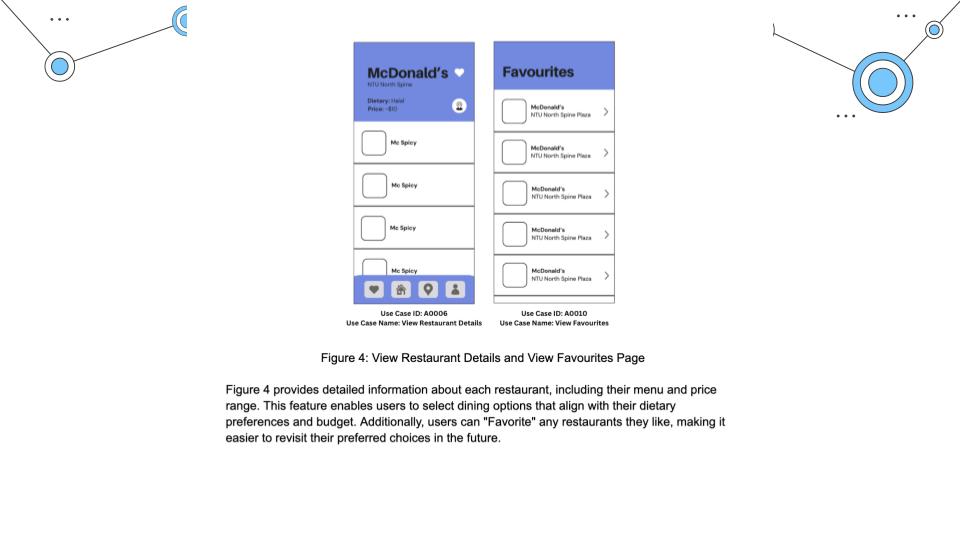 McDonald's
NTU North Spine
Dietary: Halal
Price: ~$10
Mc Spicy
Mc Spicy
Mc Spicy
Mc Spicy
Use Case ID: A0006
Use Case Name: View Restaurant Details
Favourites
McDonald's
NTU North Spine Plaza
McDonald's
NTU North Spine Plaza
McDonald's
NTU North Spine Plaza
McDonald's
NTU North Spine Plaza
McDonald's
NTU North Spine Plaza
Use Case ID: A0010
Use Case Name: View Favourites
Figure 4: View Restaurant Details and View Favourites Page
Figure 4 provides detailed information about each restaurant, including their menu and price
range. This feature enables users to select dining options that align with their dietary
preferences and budget. Additionally, users can "Favorite" any restaurants they like, making it
easier to revisit their preferred choices in the future.